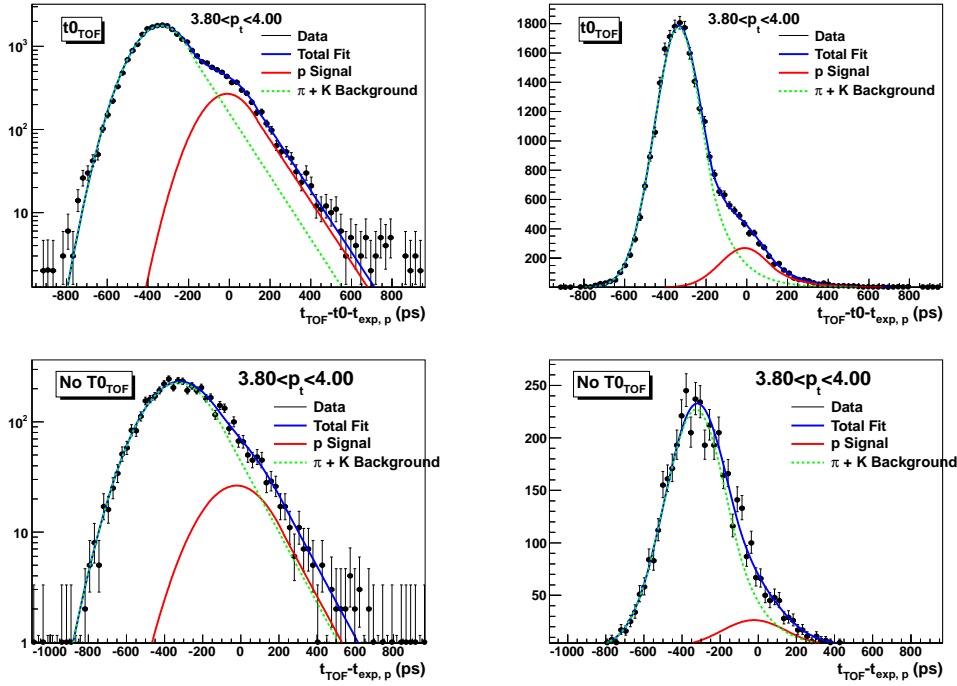 t0TOF
3.80<pt<4.00
Data
Total Fit
p Signal
π + K Background
10³
10²
10
-800 -600 -400 -200 0 200 400 600 800
tTOF-t0-texp, p (ps)
t0TOF
3.80<pt<4.00
Data
Total Fit
p Signal
π + K Background
1800
1600
1400
1200
1000
800
600
400
200
-800 -600 -400 -200 0 200 400 600 800
tTOF-t0-texp, p (ps)
No T0TOF
3.80<pt<4.00
Data
Total Fit
p Signal
π + K Background
10²
10
1
-1000 -800 -600 -400 -200 0 200 400 600 800
tTOF-texp, p (ps)
No T0TOF
3.80<pt<4.00
Data
Total Fit
p Signal
π + K Background
250
200
150
100
50
-1000 -800 -600 -400 -200 0 200 400 600 800
tTOF-texp, p (ps)